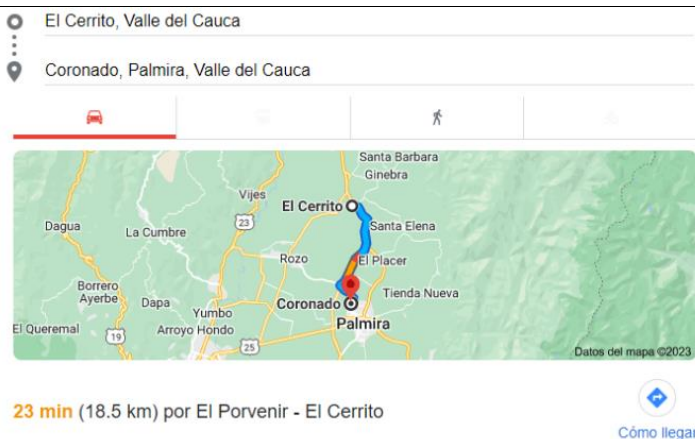 El Cerrito, Valle del Cauca
Coronado, Palmira, Valle del Cauca
Santa Barbara
Ginebra
Vijes
El Cerrito
23
Dagua
La Cumbre
Santa Elena
Rozo
El Placer
Borrero
Ayerbe
Dapa
Tienda Nueva
Coronado
Yumbo
El Queremal
19
Arroyo Hondo
Palmira
25
Datos del mapa ©2023
23 min (18.5 km) por El Porvenir - El Cerrito
Cómo llegar